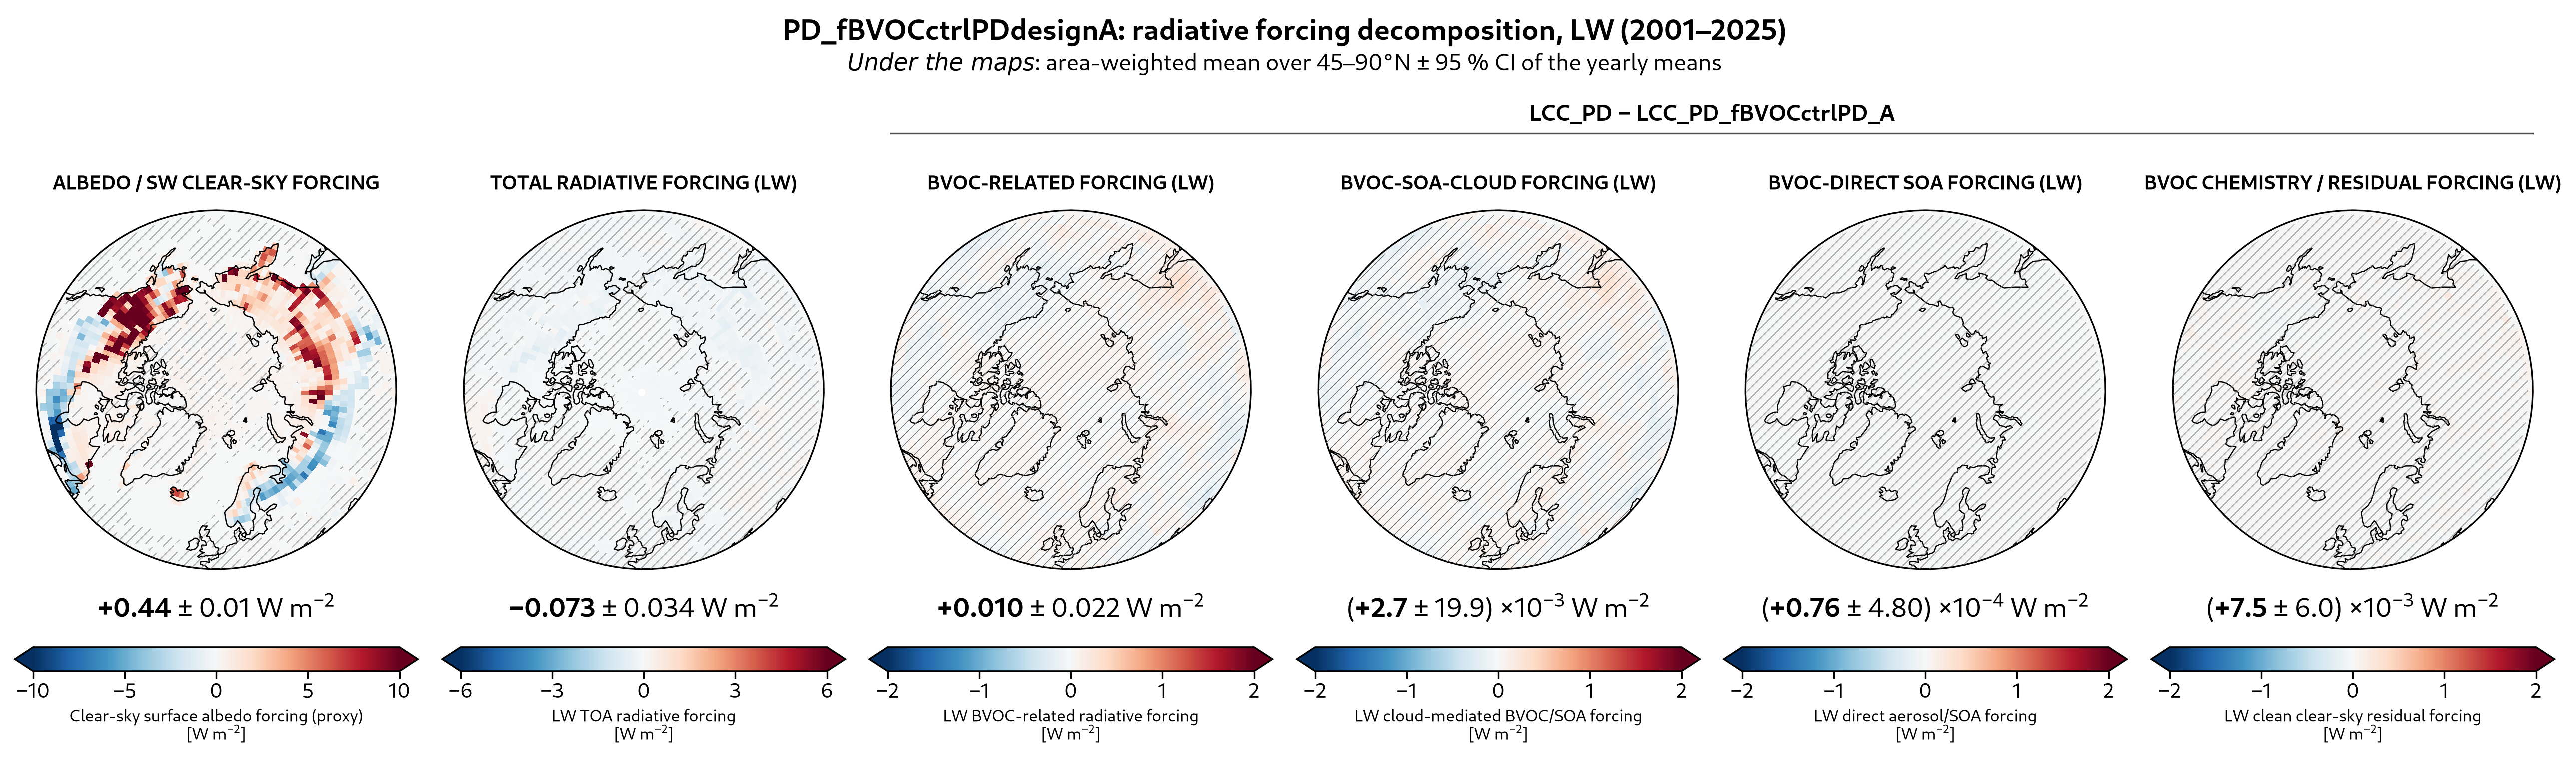 PD_fBVOCctrlPDdesignA: radiative forcing decomposition, LW (2001–2025)
Under the maps: area-weighted mean over 45–90°N ± 95 % CI of the yearly means
LCC_PD − LCC_PD_fBVOCctrlPD_A
ALBEDO / SW CLEAR-SKY FORCING
TOTAL RADIATIVE FORCING (LW)
BVOC-RELATED FORCING (LW)
BVOC-SOA-CLOUD FORCING (LW)
BVOC-DIRECT SOA FORCING (LW)
BVOC CHEMISTRY / RESIDUAL FORCING (LW)
+0.44 ± 0.01 W m⁻²
−0.073 ± 0.034 W m⁻²
+0.010 ± 0.022 W m⁻²
(+2.7 ± 19.9) ×10⁻³ W m⁻²
(+0.76 ± 4.80) ×10⁻⁴ W m⁻²
(+7.5 ± 6.0) ×10⁻³ W m⁻²
−10 −5 0 5 10
−6 −3 0 3 6
−2 −1 0 1 2
−2 −1 0 1 2
−2 −1 0 1 2
−2 −1 0 1 2
Clear-sky surface albedo forcing (proxy)
[W m⁻²]
LW TOA radiative forcing
[W m⁻²]
LW BVOC-related radiative forcing
[W m⁻²]
LW cloud-mediated BVOC/SOA forcing
[W m⁻²]
LW direct aerosol/SOA forcing
[W m⁻²]
LW clean clear-sky residual forcing
[W m⁻²]